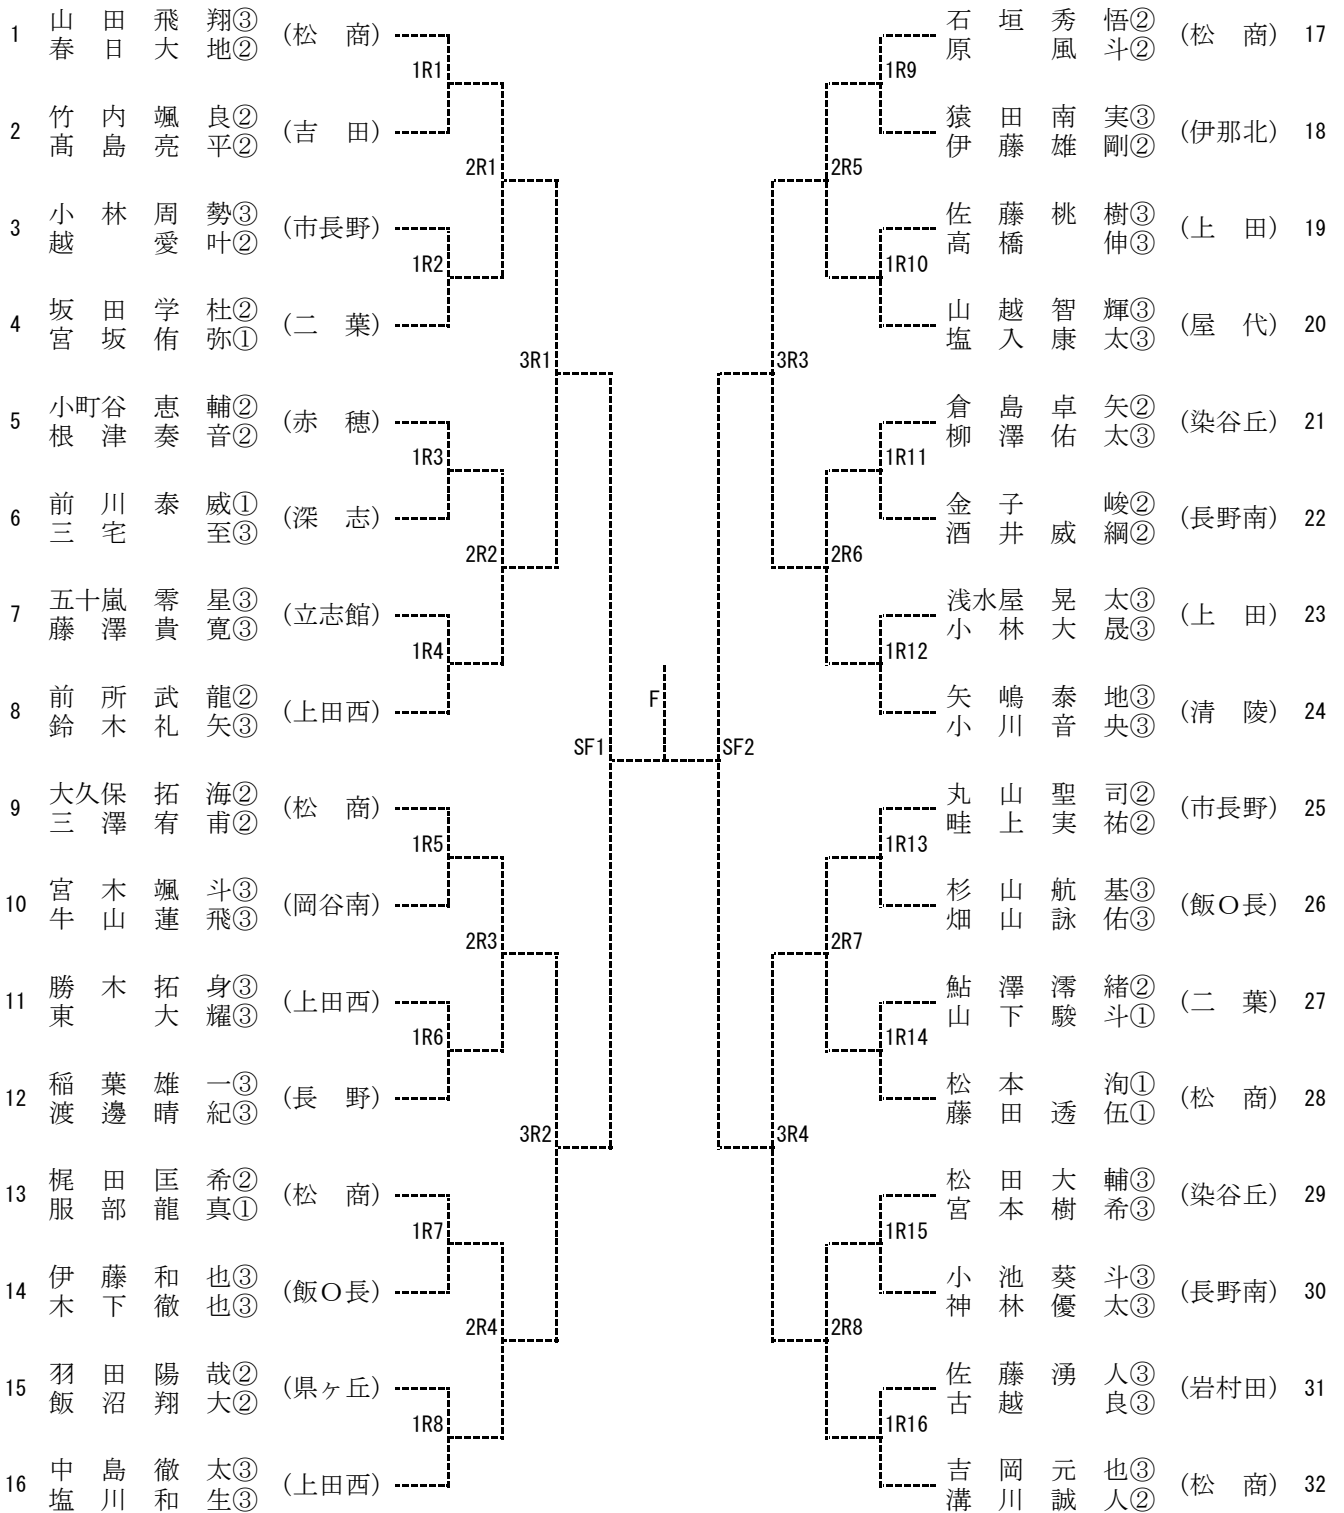 1 山田飛翔③ (松商)
春日大地②
1R1
2 竹内颯良② (吉田)
髙島亮平②
2R1
3 小林周勢③ (市長野)
越愛叶②
1R2
4 坂田学杜② (二葉)
宮坂侑弥①
3R1
5 小町谷恵輔② (赤穂)
根津奏音②
1R3
6 前川泰威① (深志)
三宅至③
2R2
7 五十嵐零星③ (立志館)
藤澤貴寛③
1R4
8 前所武龍② (上田西)
鈴木礼矢③
SF1
9 大久保拓海② (松商)
三澤宥甫②
1R5
10 宮木颯斗③ (岡谷南)
牛山蓮飛③
2R3
11 勝木拓身③ (上田西)
東大耀③
1R6
12 稲葉雄一③ (長野)
渡邊晴紀③
3R2
13 梶田匡希② (松商)
服部龍真①
1R7
14 伊藤和也③ (飯O長)
木下徹也③
2R4
15 羽田陽哉② (県ヶ丘)
飯沼翔大②
1R8
16 中島徹太③ (上田西)
塩川和生③
F
石垣秀悟② (松商) 17
原風斗②
1R9
猿田南実③ (伊那北) 18
伊藤雄剛②
2R5
佐藤桃樹③ (上田) 19
高橋伸③
1R10
山越智輝③ (屋代) 20
塩入康太③
3R3
倉島卓矢② (染谷丘) 21
柳澤佑太③
1R11
金子峻② (長野南) 22
酒井威綱②
2R6
浅水屋晃太③ (上田) 23
小林大晟③
1R12
矢嶋泰地③ (清陵) 24
小川音央③
SF2
丸山聖司② (市長野) 25
畦上実祐②
1R13
杉山航基③ (飯O長) 26
畑山詠佑③
2R7
鮎澤澪緒② (二葉) 27
山下駿斗①
1R14
松本洵① (松商) 28
藤田透伍①
3R4
松田大輔③ (染谷丘) 29
宮本樹希③
1R15
小池葵斗③ (長野南) 30
神林優太③
2R8
佐藤湧人③ (岩村田) 31
古越良③
1R16
吉岡元也③ (松商) 32
溝川誠人②